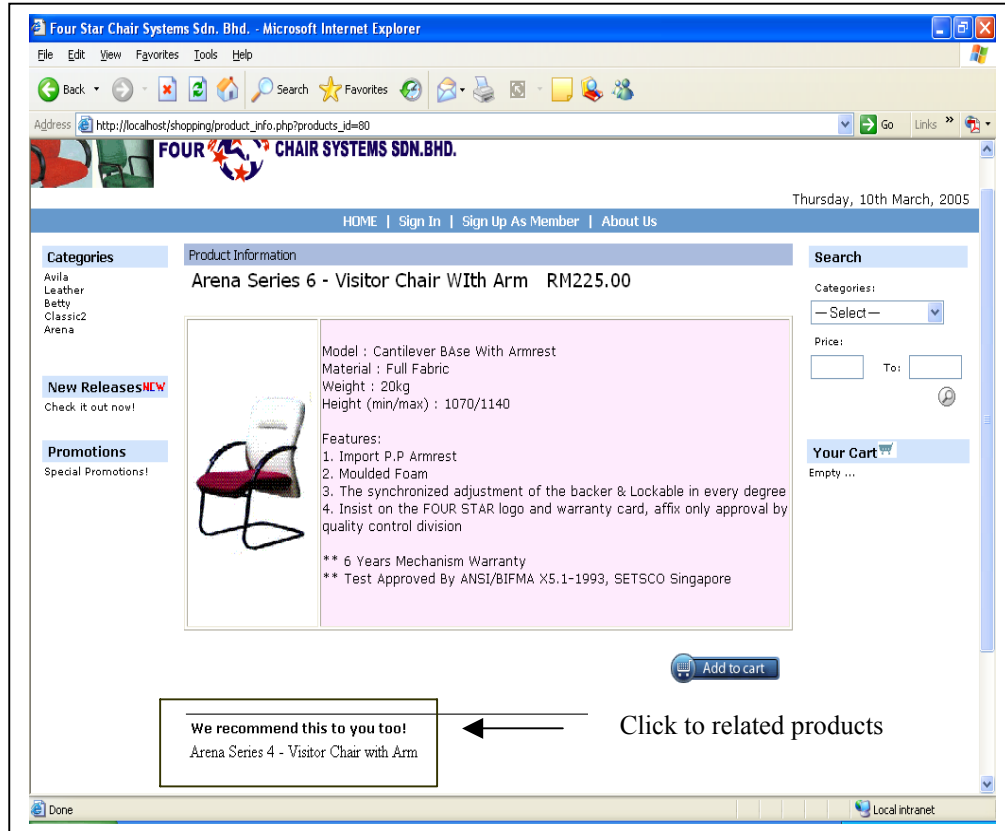 Four Star Chair Systems Sdn. Bhd. - Microsoft Internet Explorer
File Edit View Favorites Tools Help
Back Search Favorites
Address http://localhost/shopping/product_info.php?products_id=80 Go Links »
FOUR CHAIR SYSTEMS SDN.BHD.
Thursday, 10th March, 2005
HOME | Sign In | Sign Up As Member | About Us
Categories
Avila
Leather
Betty
Classic2
Arena
New Releases NEW
Check it out now!
Promotions
Special Promotions!
Product Information
Arena Series 6 - Visitor Chair WIth Arm RM225.00
Model : Cantilever BAse With Armrest
Material : Full Fabric
Weight : 20kg
Height (min/max) : 1070/1140
Features:
1. Import P.P Armrest
2. Moulded Foam
3. The synchronized adjustment of the backer & Lockable in every degree
4. Insist on the FOUR STAR logo and warranty card, affix only approval by
quality control division
** 6 Years Mechanism Warranty
** Test Approved By ANSI/BIFMA X5.1-1993, SETSCO Singapore
Add to cart
We recommend this to you too!
Arena Series 4 - Visitor Chair with Arm
Click to related products
Search
Categories:
— Select —
Price:
To:
Your Cart
Empty ...
Done
Local intranet